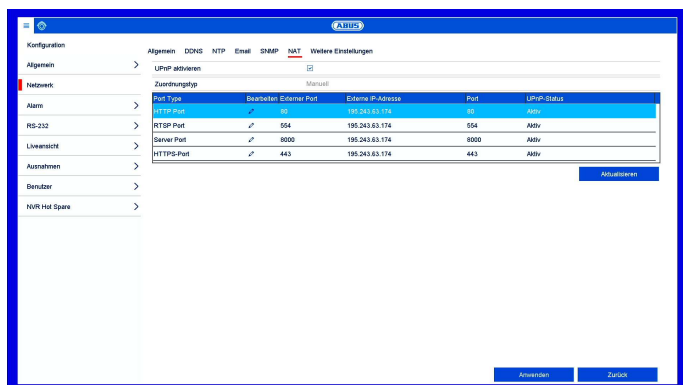 ABUS
Konfiguration
Allgemein DDNS NTP Email SNMP NAT Weitere Einstellungen
Allgemein
UPnP aktivieren
Netzwerk
Zuordnungstyp Manuell
Port Type Bearbeiten Externer Port Externe IP-Adresse Port UPnP-Status
Alarm
HTTP Port 80 195.243.63.174 80 Aktiv
RS-232
RTSP Port 554 195.243.63.174 554 Aktiv
Server Port 8000 195.243.63.174 8000 Aktiv
Liveansicht
HTTPS-Port 443 195.243.63.174 443 Aktiv
Ausnahmen
Aktualisieren
Benutzer
NVR Hot Spare
Anwenden Zurück